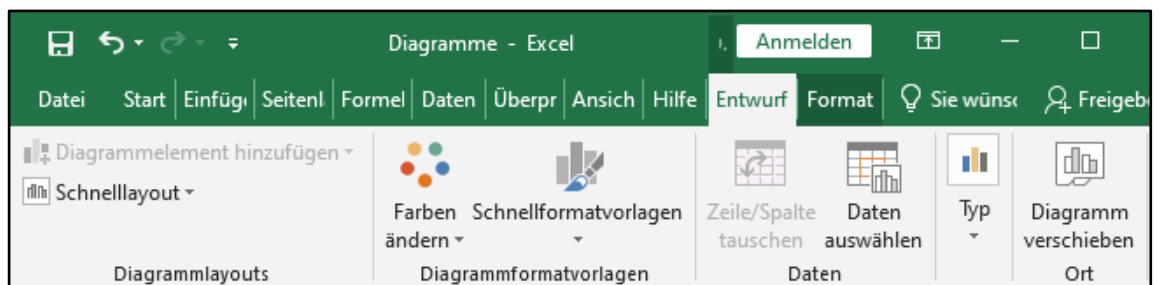 Diagramme - Excel Anmelden
Datei Start Einfüg Seitenl Formel Daten Überpr Ansich Hilfe Entwurf Format Sie wüns Freigeb
Diagrammelement hinzufügen
Schnelllayout
Farben ändern
Schnellformatvorlagen
Zeile/Spalte tauschen
Daten auswählen
Typ
Diagramm verschieben
Diagrammlayouts Diagrammformatvorlagen Daten Ort